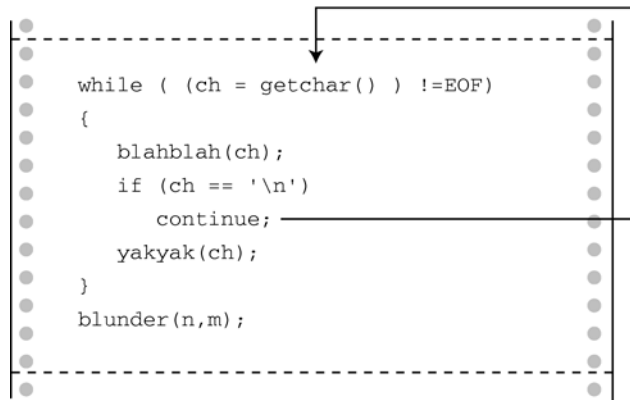 while ( (ch = getchar() ) !=EOF)
{
blahblah(ch);
if (ch == '\n')
continue;
yakyak(ch);
}
blunder(n,m);